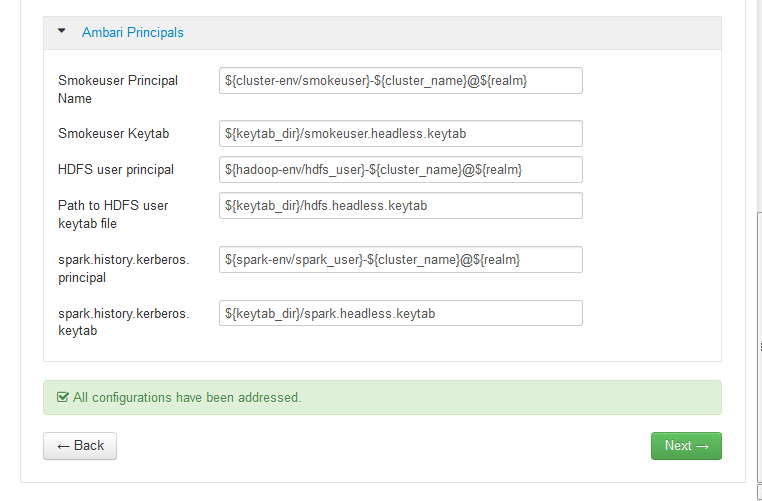 Ambari Principals
Smokeuser Principal
Name
${cluster-env/smokeuser}-${cluster_name}@${realm}
Smokeuser Keytab
${keytab_dir}/smokeuser.headless.keytab
HDFS user principal
${hadoop-env/hdfs_user}-${cluster_name}@${realm}
Path to HDFS user
keytab file
${keytab_dir}/hdfs.headless.keytab
spark.history.kerberos.
principal
${spark-env/spark_user}-${cluster_name}@${realm}
spark.history.kerberos.
keytab
${keytab_dir}/spark.headless.keytab
All configurations have been addressed.
← Back
Next →